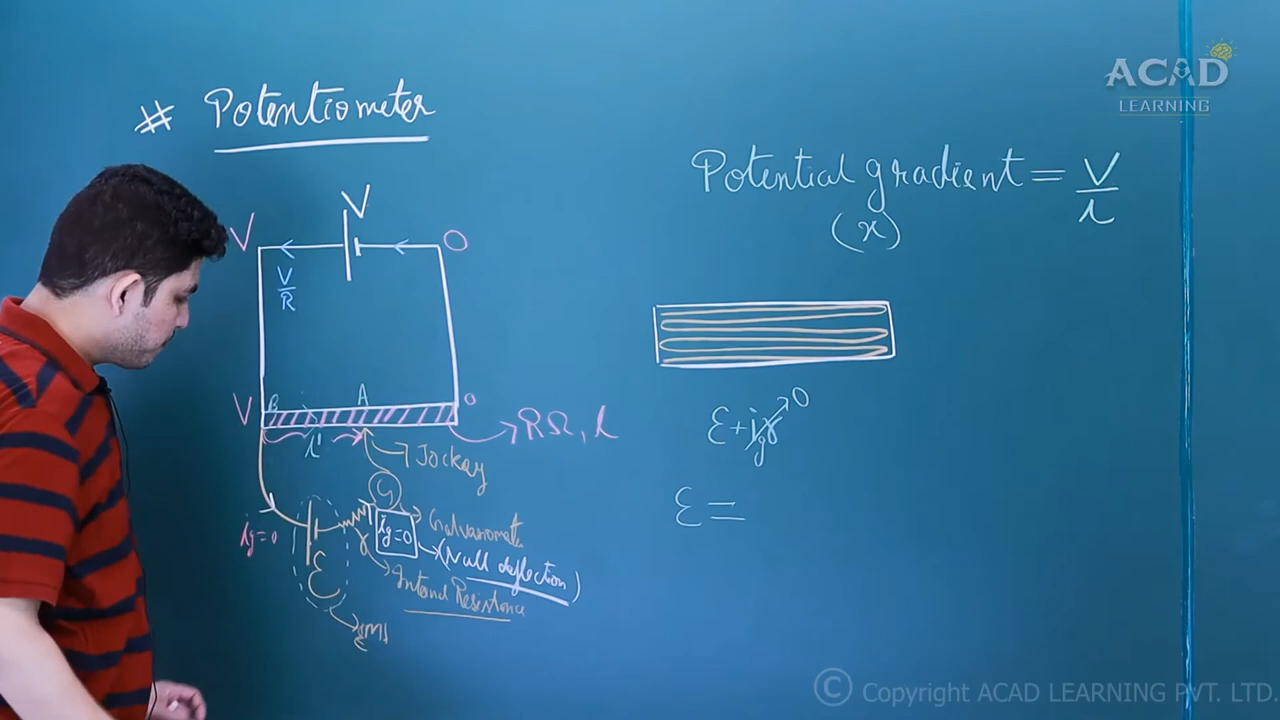 # Potentiometer
ACAD
LEARNING
Potential gradient = V/l
(x)
V
V
O
V/R
V
B
A
o
RΩ, l
l'
Jockey
G
ig=0
ig=0
Galvanomete
(Null deflection)
r
Internal Resistance
ε
EMF
ε+igr→0
ε =
© Copyright ACAD LEARNING PVT. LTD.